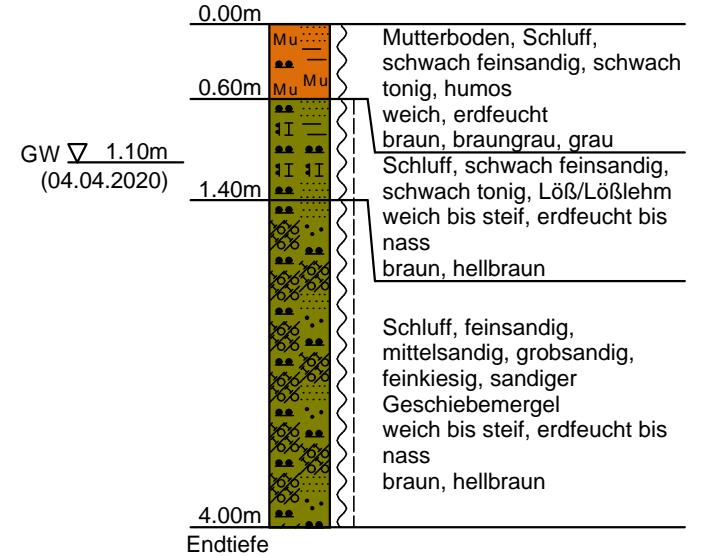 0.00m
Mu
Mu
Mu
Mutterboden, Schluff,
schwach feinsandig, schwach
tonig, humos
weich, erdfeucht
braun, braungrau, grau
0.60m
GW 1.10m
(04.04.2020)
Schluff, schwach feinsandig,
schwach tonig, Löß/Lößlehm
weich bis steif, erdfeucht bis
nass
braun, hellbraun
1.40m
Schluff, feinsandig,
mittelsandig, grobsandig,
feinkiesig, sandiger
Geschiebemergel
weich bis steif, erdfeucht bis
nass
braun, hellbraun
4.00m
Endtiefe